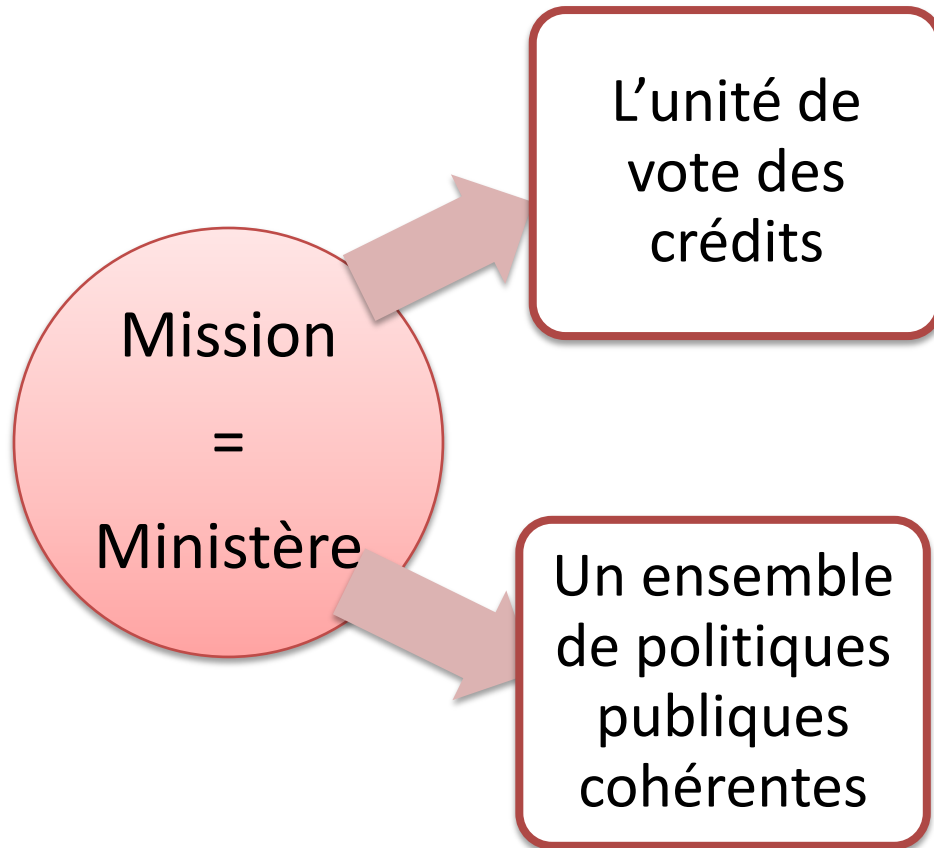 L’unité de
vote des
crédits
Mission
=
Ministère
Un ensemble
de politiques
publiques
cohérentes